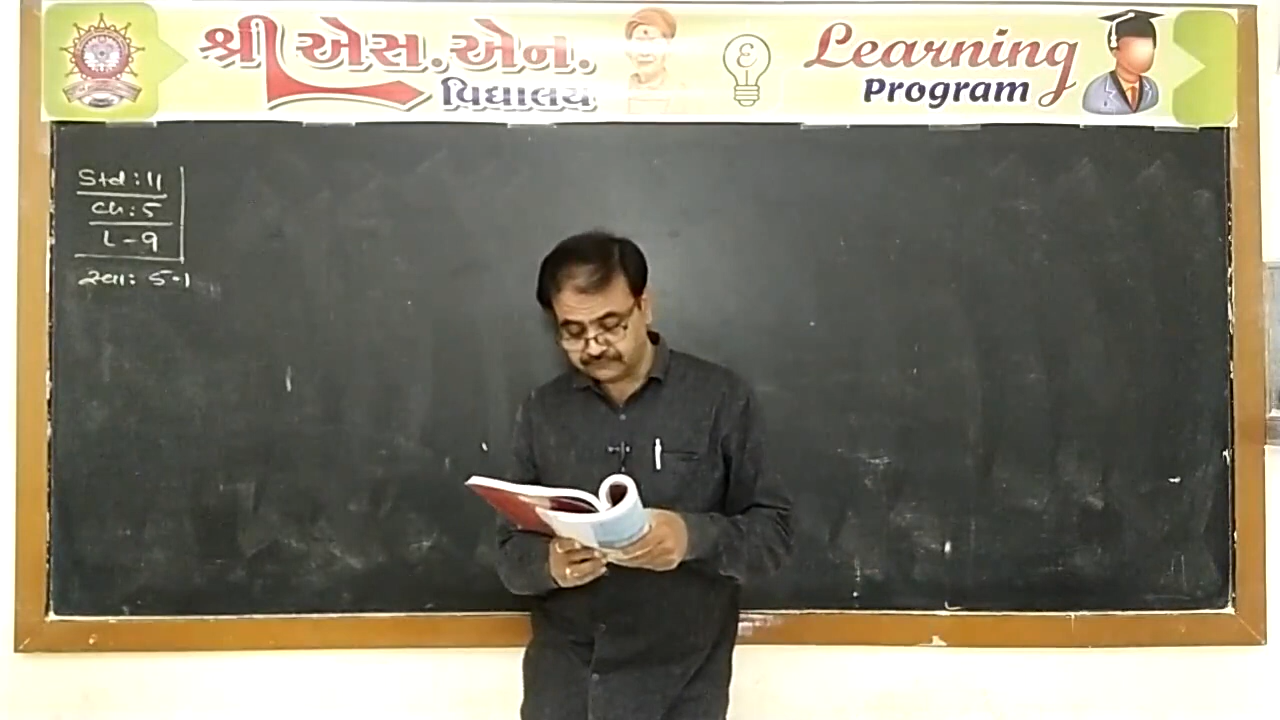 શ્રી એસ.એન.
વિદ્યાલય
Learning
Program
Std: 11
Ch: 5
L-9
સ્વા: 5.1